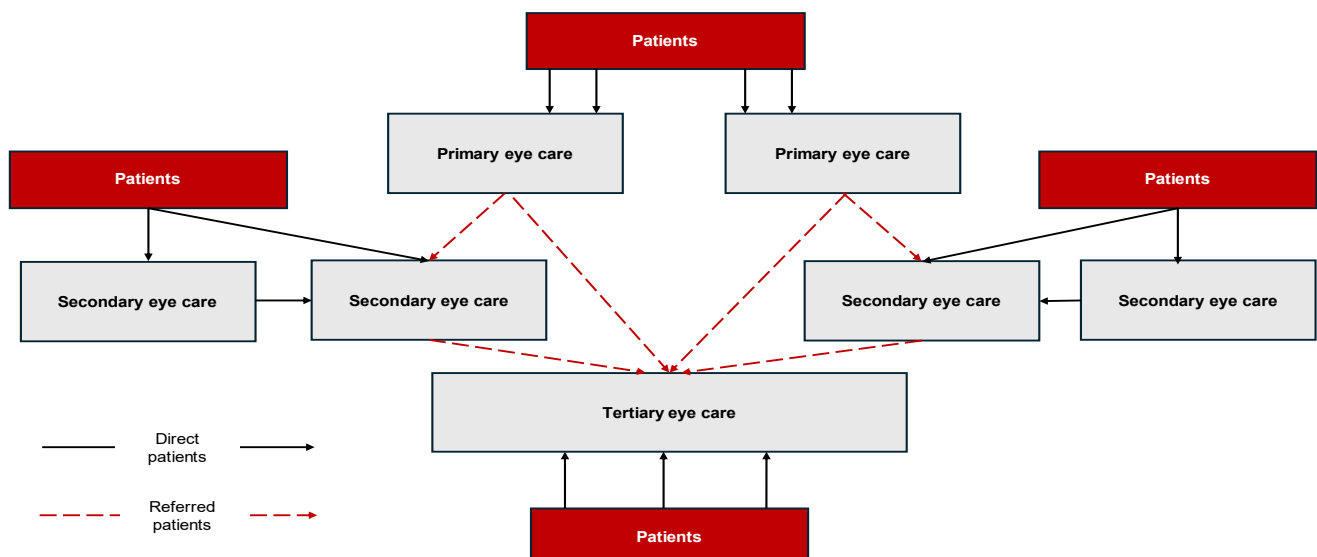 Patients
Primary eye care
Primary eye care
Patients
Patients
Secondary eye care
Secondary eye care
Secondary eye care
Secondary eye care
Tertiary eye care
Direct
patients
Referred
patients
Patients